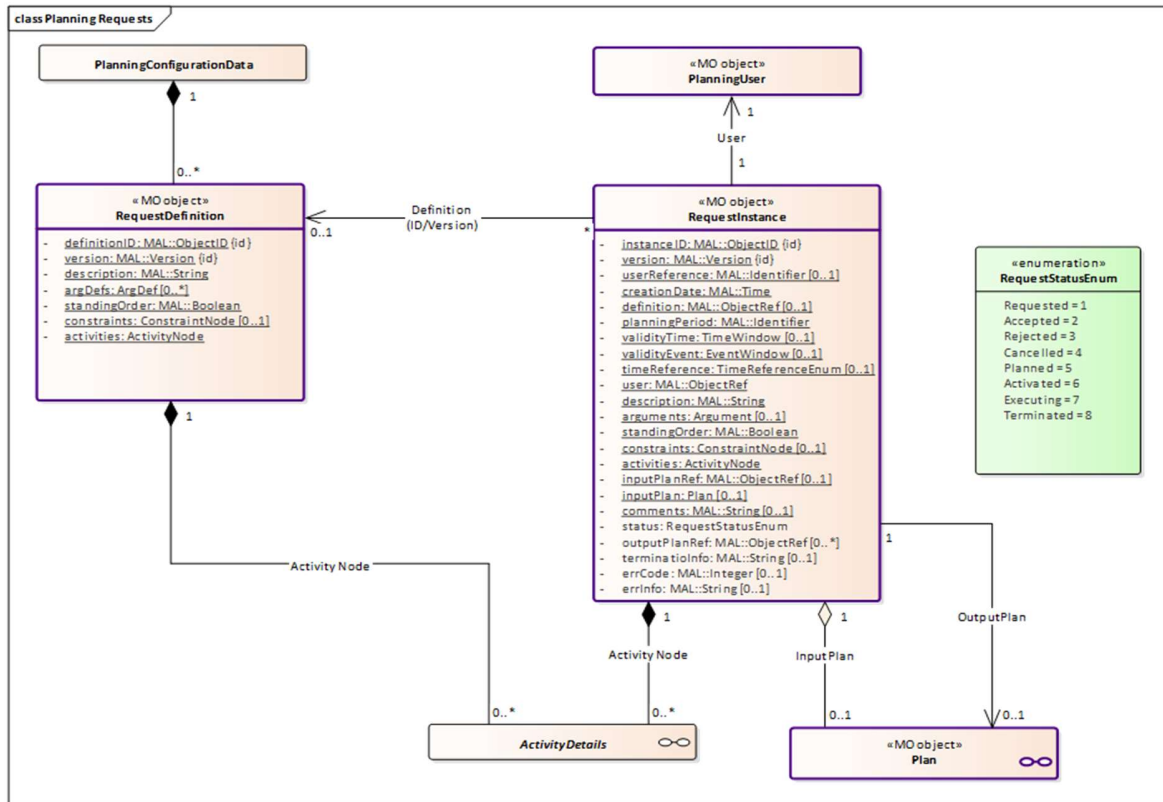 class Planning Requests
PlanningConfigurationData
1
0..*
«MO object»
RequestDefinition
- definitionID: MAL::ObjectID {id}
- version: MAL::Version {id}
- description: MAL::String
- argDefs: ArgDef [0..*]
- standingOrder: MAL::Boolean
- constraints: ConstraintNode [0..1]
- activities: ActivityNode
1
0..1
Definition
(ID/Version)
*
«MO object»
PlanningUser
1
User
1
«MO object»
RequestInstance
- instanceID: MAL::ObjectID {id}
- version: MAL::Version {id}
- userReference: MAL::Identifier [0..1]
- creationDate: MAL::Time
- definition: MAL::ObjectRef [0..1]
- planningPeriod: MAL::Identifier
- validityTime: TimeWindow [0..1]
- validityEvent: EventWindow [0..1]
- timeReference: TimeReferenceEnum [0..1]
- user: MAL::ObjectRef
- description: MAL::String
- arguments: Argument [0..1]
- standingOrder: MAL::Boolean
- constraints: ConstraintNode [0..1]
- activities: ActivityNode
- inputPlanRef: MAL::ObjectRef [0..1]
- inputPlan: Plan [0..1]
- comments: MAL::String [0..1]
- status: RequestStatusEnum
- outputPlanRef: MAL::ObjectRef [0..*]
- terminatioInfo: MAL::String [0..1]
- errCode: MAL::Integer [0..1]
- errInfo: MAL::String [0..1]
«enumeration»
RequestStatusEnum
Requested = 1
Accepted = 2
Rejected = 3
Cancelled = 4
Planned = 5
Activated = 6
Executing = 7
Terminated = 8
Activity Node
0..*
1
Activity Node
0..*
1
InputPlan
0..1
1
OutputPlan
0..1
ActivityDetails
«MO object»
Plan